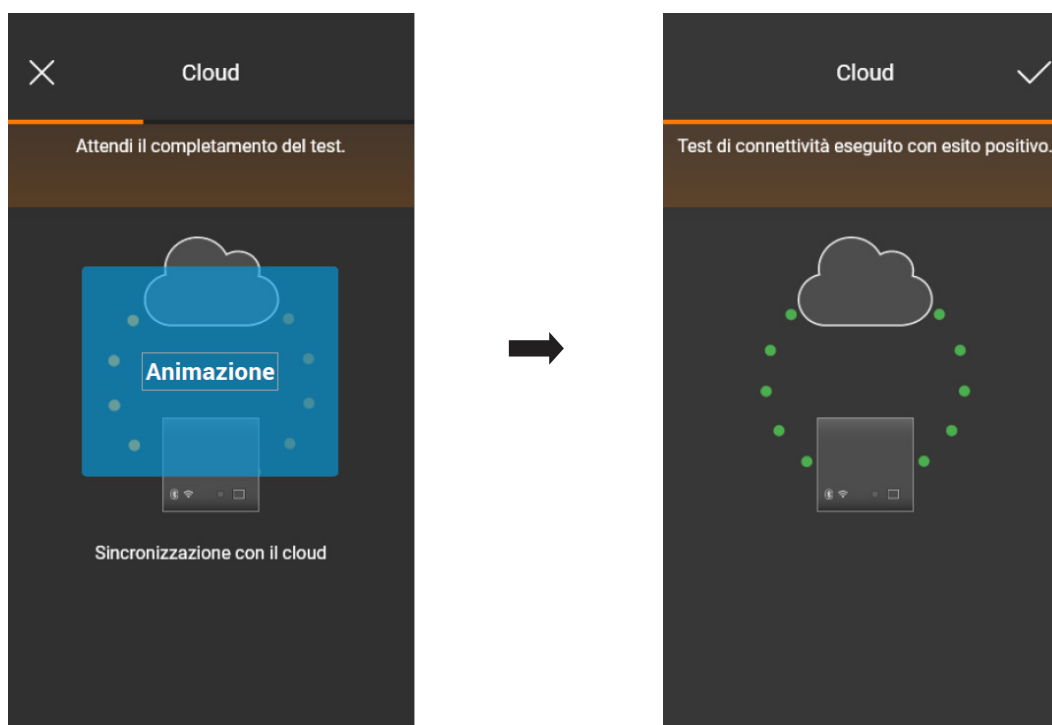 Cloud
Attendi il completamento del test.
Animazione
Sincronizzazione con il cloud
Cloud
Test di connettività eseguito con esito positivo.